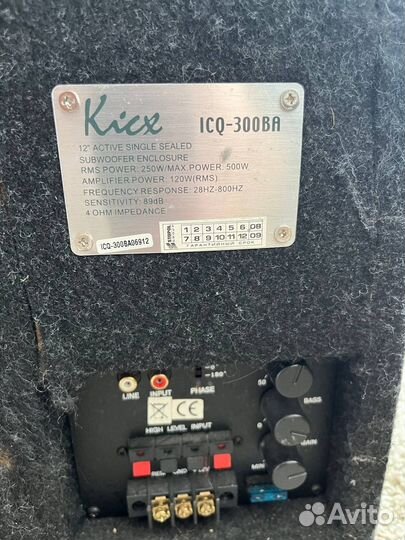 Kicx ICQ-300BA
12" ACTIVE SINGLE SEALED
SUBWOOFER ENCLOSURE
RMS POWER: 250W/MAX.POWER: 500W
AMPLIFIER POWER: 120W(RMS)
FREQUENCY RESPONSE: 28HZ-800HZ
SENSITIVITY: 89dB
4 OHM IMPEDANCE
ICQ-300BA06912
1 2 3 4 5 6 08
7 8 9 10 11 12 09
ГАРАНТИЙНЫЙ СРОК
-0°
-180°
LINE INPUT PHASE
50
BASS
HIGH LEVEL INPUT
CE
0
MIN
Avito